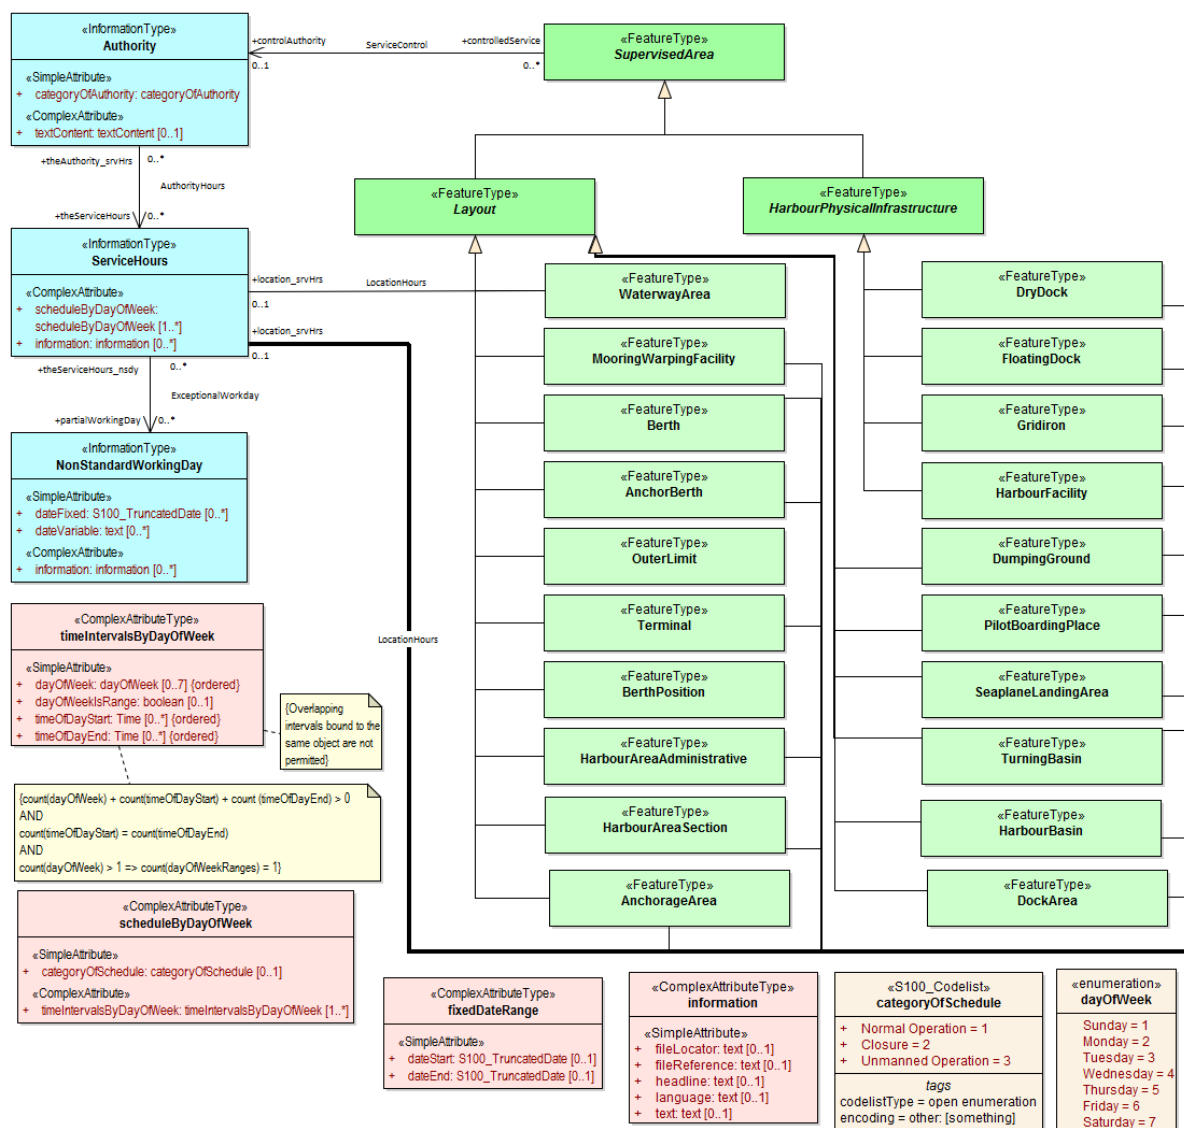 «InformationType»
Authority
«SimpleAttribute»
+ categoryOfAuthority: categoryOfAuthority
«ComplexAttribute»
+ textContent: textContent [0..1]
+controlAuthority
ServiceControl
+controlledService
0..1
0..*
«FeatureType»
SupervisedArea
+theAuthority_srvHrs
0..*
AuthorityHours
+theServiceHours
0..*
«FeatureType»
Layout
«FeatureType»
HarbourPhysicalInfrastructure
«InformationType»
ServiceHours
«ComplexAttribute»
+ scheduleByDayOfWeek:
scheduleByDayOfWeek [1..*]
+ information: information [0..*]
+location_srvHrs
LocationHours
0..1
+location_srvHrs
0..1
+theServiceHours_nsdy
0..*
ExceptionalWorkday
+partialWorkingDay
0..*
«InformationType»
NonStandardWorkingDay
«SimpleAttribute»
+ dateFixed: S100_TruncatedDate [0..*]
+ dateVariable: text [0..*]
«ComplexAttribute»
+ information: information [0..*]
«FeatureType»
WaterwayArea
«FeatureType»
MooringWarpingFacility
«FeatureType»
Berth
«FeatureType»
AnchorBerth
«FeatureType»
OuterLimit
«FeatureType»
Terminal
«FeatureType»
BerthPosition
«FeatureType»
HarbourAreaAdministrative
«FeatureType»
HarbourAreaSection
«FeatureType»
AnchorageArea
«FeatureType»
DryDock
«FeatureType»
FloatingDock
«FeatureType»
Gridiron
«FeatureType»
HarbourFacility
«FeatureType»
DumpingGround
«FeatureType»
PilotBoardingPlace
«FeatureType»
SeaplaneLandingArea
«FeatureType»
TurningBasin
«FeatureType»
HarbourBasin
«FeatureType»
DockArea
LocationHours
«ComplexAttributeType»
timeIntervalsByDayOfWeek
«SimpleAttribute»
+ dayOfWeek: dayOfWeek [0..7] {ordered}
+ dayOfWeekIsRange: boolean [0..1]
+ timeOfDayStart: Time [0..*] {ordered}
+ timeOfDayEnd: Time [0..*] {ordered}
{Overlapping
intervals bound to the
same object are not
permitted}
{count(dayOfWeek) + count(timeOfDayStart) + count (timeOfDayEnd) > 0
AND
count(timeOfDayStart) = count(timeOfDayEnd)
AND
count(dayOfWeek) > 1 => count(dayOfWeekRanges) = 1}
«ComplexAttributeType»
scheduleByDayOfWeek
«SimpleAttribute»
+ categoryOfSchedule: categoryOfSchedule [0..1]
«ComplexAttribute»
+ timeIntervalsByDayOfWeek: timeIntervalsByDayOfWeek [1..*]
«ComplexAttributeType»
fixedDateRange
«SimpleAttribute»
+ dateStart: S100_TruncatedDate [0..1]
+ dateEnd: S100_TruncatedDate [0..1]
«ComplexAttributeType»
information
«SimpleAttribute»
+ fileLocator: text [0..1]
+ fileReference: text [0..1]
+ headline: text [0..1]
+ language: text [0..1]
+ text: text [0..1]
«S100_Codelist»
categoryOfSchedule
+ Normal Operation = 1
+ Closure = 2
+ Unmanned Operation = 3
tags
codelistType = open enumeration
encoding = other: [something]
«enumeration»
dayOfWeek
Sunday = 1
Monday = 2
Tuesday = 3
Wednesday = 4
Thursday = 5
Friday = 6
Saturday = 7